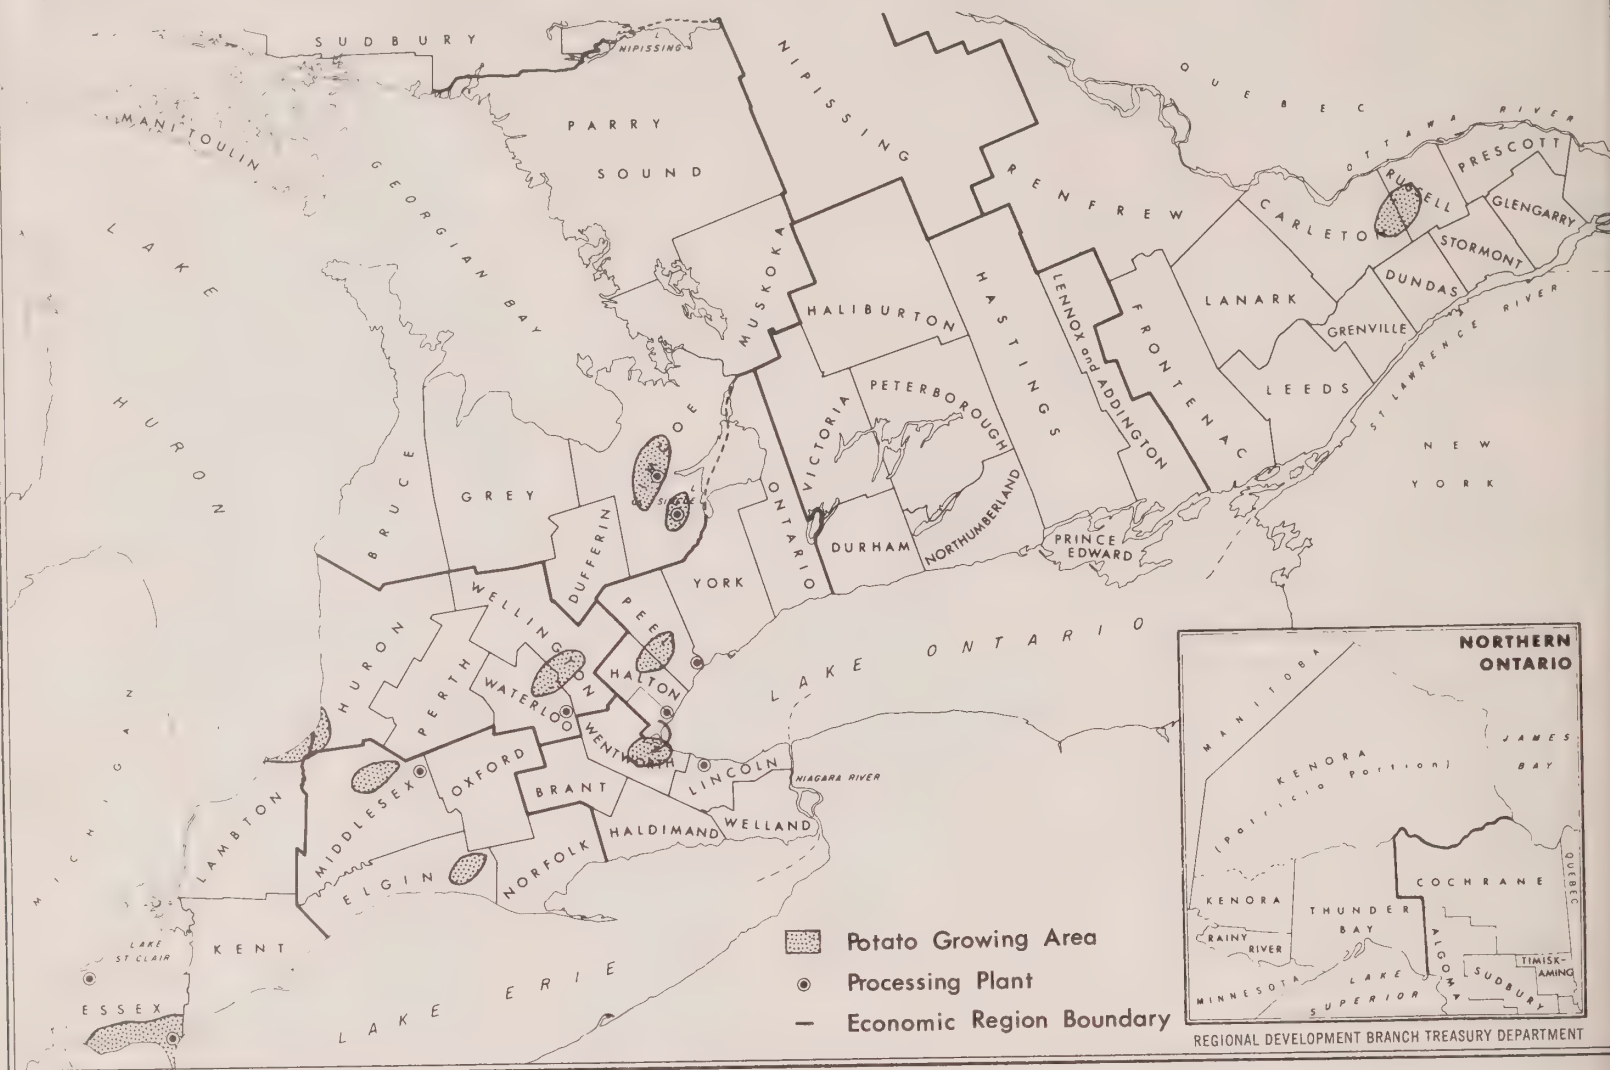 SUDBURY
L NIPISSING
NIPISSING
QUEBEC
MANITOULIN
PARRY
SOUND
OTTAWA RIVER
PRESCOTT
RUSSELL
GLENGARRY
RENFREW
CARLETON
STORMONT
DUNDAS
LAKE
HURON
GEORGIAN BAY
MUSKOKA
HALIBURTON
HASTINGS
LENNOX and ADDINGTON
FRONTENAC
LANARK
GRENVILLE
LEEDS
ST LAWRENCE RIVER
NEW
YORK
BRUCE
GREY
DUFFERIN
VICTORIA
PETERBOROUGH
ONTARIO
DURHAM
NORTHUMBERLAND
PRINCE
EDWARD
YORK
PEEL
WELLINGTON
HURON
PERTH
WATERLOO
HALTON
WENTWORTH
LAKE ONTARIO
LINCOLN
NIAGARA RIVER
OXFORD
BRANT
MIDDLESEX
HALDIMAND
WELLAND
LAMBTON
ELGIN
NORFOLK
MICHIGAN
LAKE
ST CLAIR
KENT
ESSEX
LAKE ERIE
Potato Growing Area
Processing Plant
Economic Region Boundary
NORTHERN
ONTARIO
MANITOBA
JAMES
BAY
KENORA
Portion)
COCHRANE
QUEBEC
KENORA
THUNDER
BAY
RAINY
RIVER
ALGOMA
TIMISK-
AMING
SUDBURY
MINNESOTA
LAKE
SUPERIOR
REGIONAL DEVELOPMENT BRANCH TREASURY DEPARTMENT